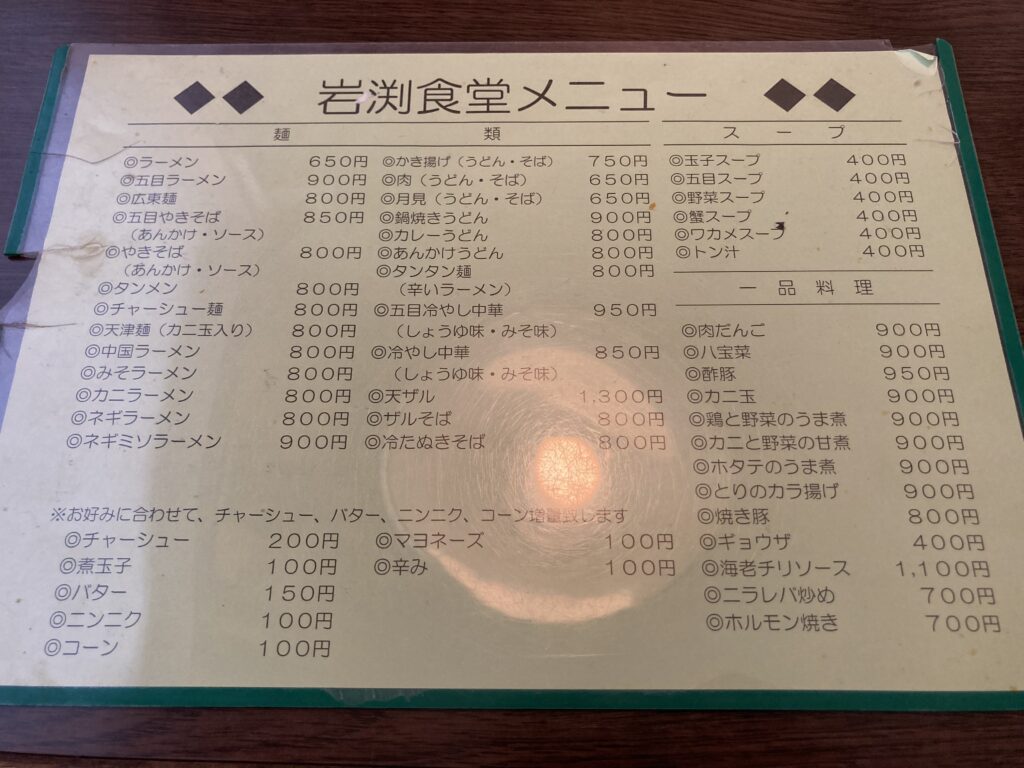 ◆◆ 岩渕食堂メニュー ◆◆
麺 類
◎ラーメン 650円
◎五目ラーメン 900円
◎広東麺 800円
◎五目やきそば 850円
（あんかけ・ソース）
◎やきそば 800円
（あんかけ・ソース）
◎タンメン 800円
◎チャーシュー麺 800円
◎天津麺（カニ玉入り） 800円
◎中国ラーメン 800円
◎みそラーメン 800円
◎カニラーメン 800円
◎ネギラーメン 800円
◎ネギミソラーメン 900円
◎かき揚げ（うどん・そば） 750円
◎肉（うどん・そば） 650円
◎月見（うどん・そば） 650円
◎鍋焼きうどん 900円
◎カレーうどん 800円
◎あんかけうどん 800円
◎タンタン麺 800円
（辛いラーメン）
◎五目冷やし中華 950円
（しょうゆ味・みそ味）
◎冷やし中華 850円
（しょうゆ味・みそ味）
◎天ザル 1,300円
◎ザルそば 800円
◎冷たぬきそば 800円
※お好みに合わせて、チャーシュー、バター、ニンニク、コーン増量致します
◎チャーシュー 200円
◎煮玉子 100円
◎バター 150円
◎ニンニク 100円
◎コーン 100円
◎マヨネーズ 100円
◎辛み 100円
スープ
◎玉子スープ 400円
◎五目スープ 400円
◎野菜スープ 400円
◎蟹スープ 400円
◎ワカメスープ 400円
◎トン汁 400円
一品料理
◎肉だんご 900円
◎八宝菜 900円
◎酢豚 950円
◎カニ玉 900円
◎鶏と野菜のうま煮 900円
◎カニと野菜の甘煮 900円
◎ホタテのうま煮 900円
◎とりのカラ揚げ 900円
◎焼き豚 800円
◎ギョウザ 400円
◎海老チリソース 1,100円
◎ニラレバ炒め 700円
◎ホルモン焼き 700円